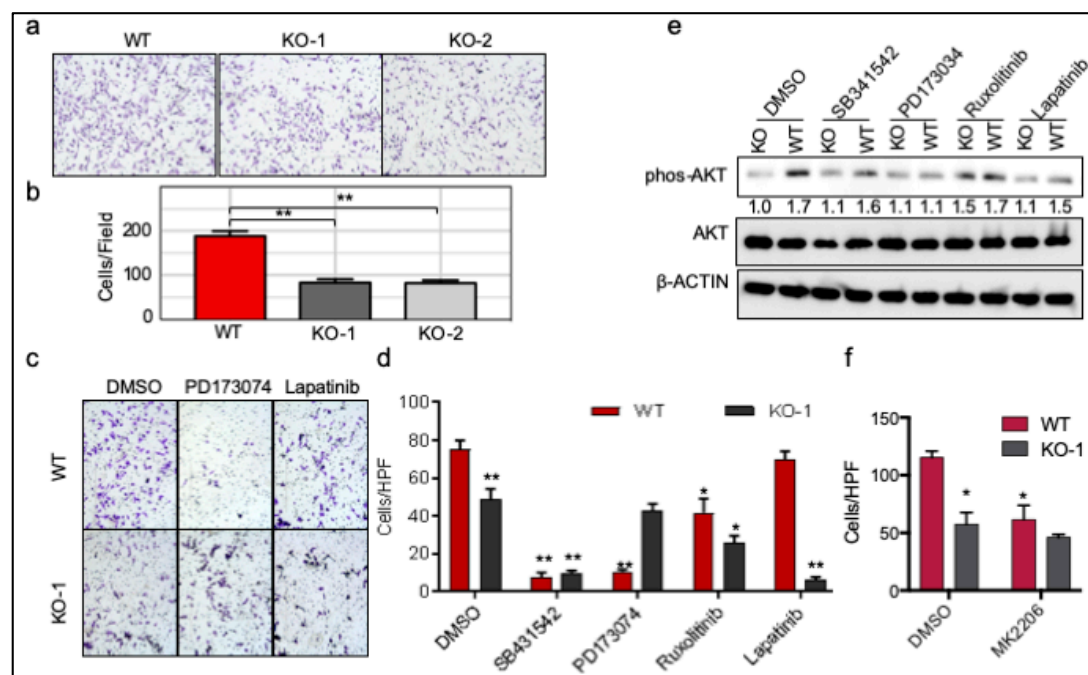 a
WT KO-1 KO-2
b
Cells/Field
200
100
0
** **
WT KO-1 KO-2
c
DMSO PD173074 Lapatinib
WT
KO-1
d
WT KO-1
Cells/HPF
80
60
40
20
0
** ** ** ** * * **
DMSO SB431542 PD173074 Ruxolitinib Lapatinib
e
DMSO SB341542 PD173034 Ruxolitinib Lapatinib
KO WT KO WT KO WT KO WT KO WT
phos-AKT
1.0 1.7 1.1 1.6 1.1 1.1 1.5 1.7 1.1 1.5
AKT
β-ACTIN
f
WT
KO-1
Cells/HPF
150
100
50
0
* *
DMSO MK2206